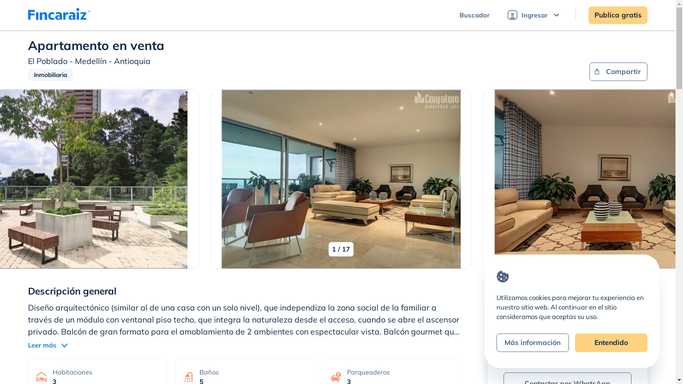 Fincaraiz
Buscador
Ingresar
Publica gratis
Apartamento en venta
El Poblado - Medellín - Antioquia
Inmobiliaria
Compartir
1 / 17
Descripción general
Diseño arquitectónico (similar al de una casa con un solo nivel), que independiza la zona social de la familiar a
través de un módulo con ventanal piso techo, que integra la naturaleza desde el acceso, cuando se abre el ascensor
privado. Balcón de gran formato para el amoblamiento de 2 ambientes con espectacular vista. Balcón gourmet qu...
Leer más
Habitaciones
3
Baños
5
Parqueaderos
3
Utilizamos cookies para mejorar tu experiencia en
nuestro sitio web. Al continuar en el sitio
consideramos que aceptas su uso.
Más información
Entendido
Contactar por WhatsApp